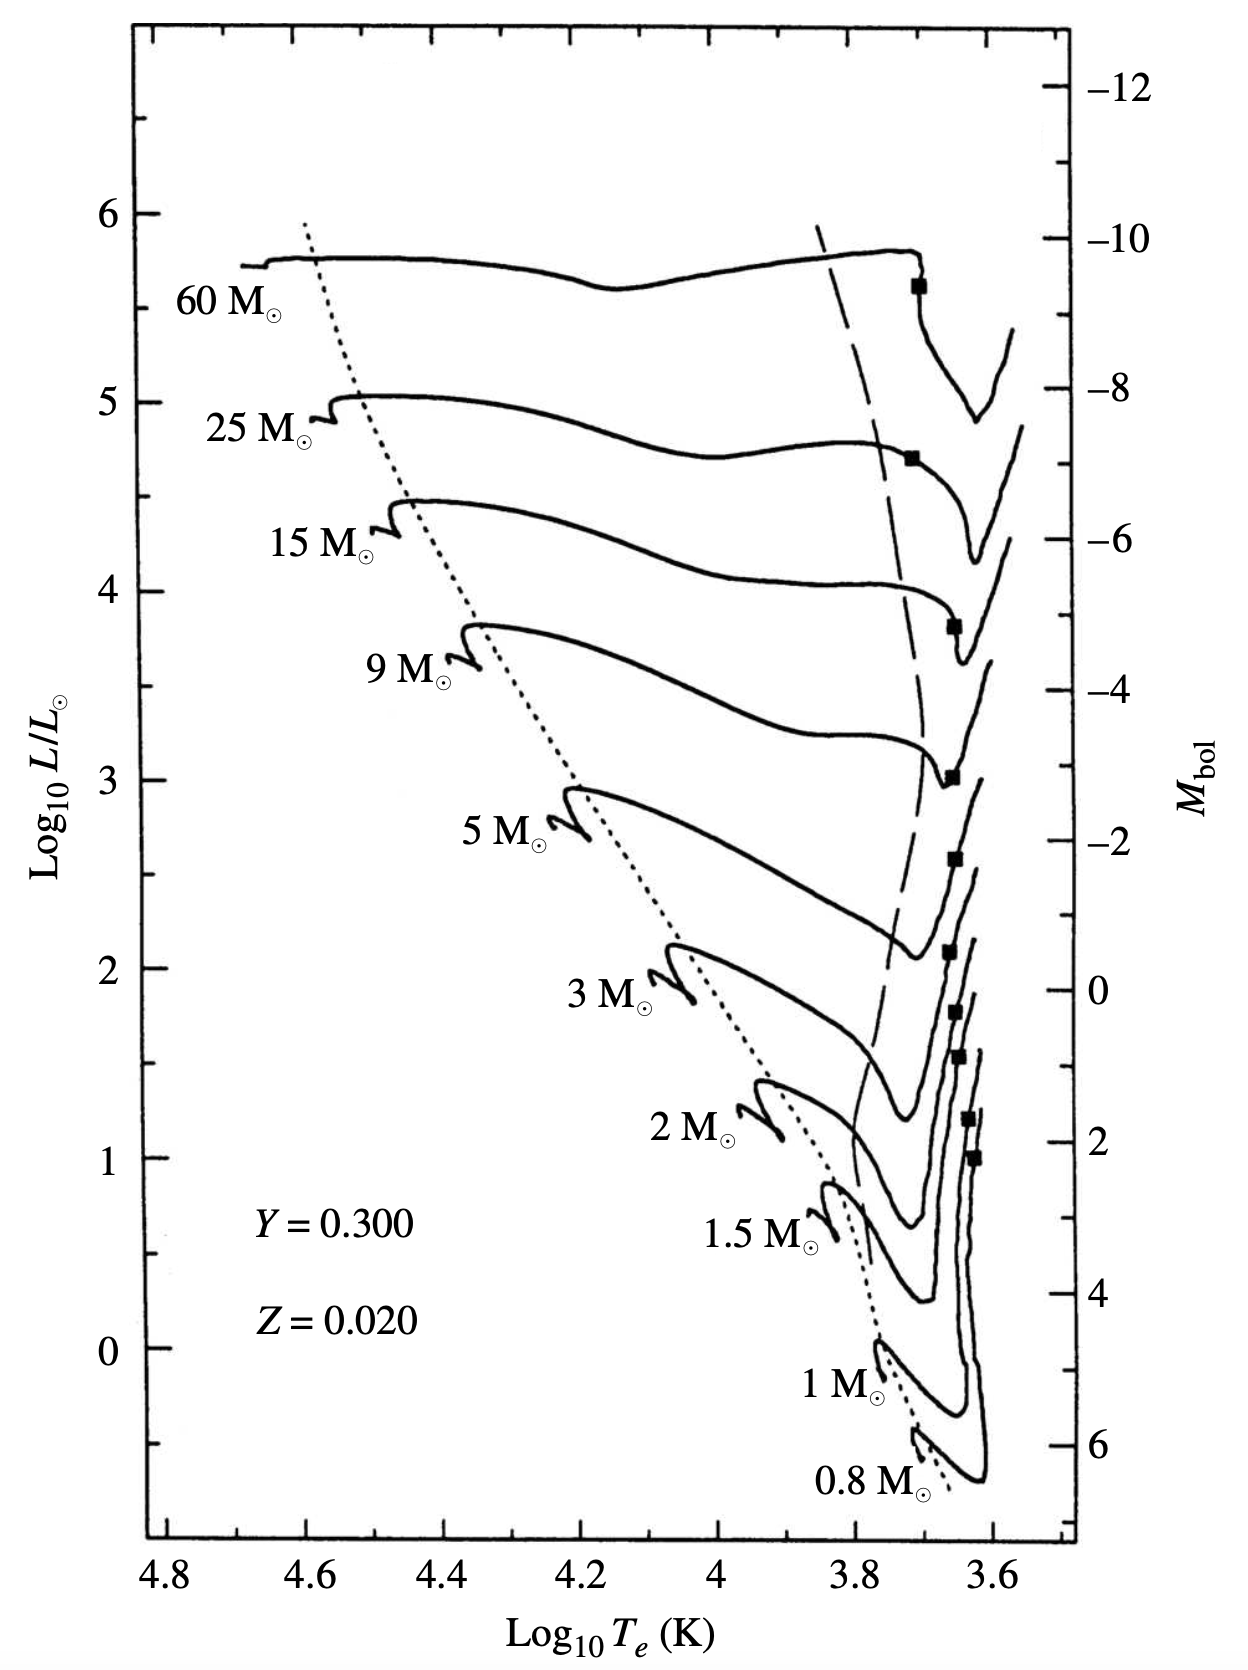 –12
6
–10
60 M☉
5
–8
25 M☉
15 M☉
–6
4
9 M☉
–4
Log₁₀ L/L☉
3
M_bol
5 M☉
–2
2
3 M☉
0
2 M☉
2
1
Y = 0.300
1.5 M☉
4
Z = 0.020
0
1 M☉
6
0.8 M☉
4.8 4.6 4.4 4.2 4 3.8 3.6
Log₁₀ Tₑ (K)